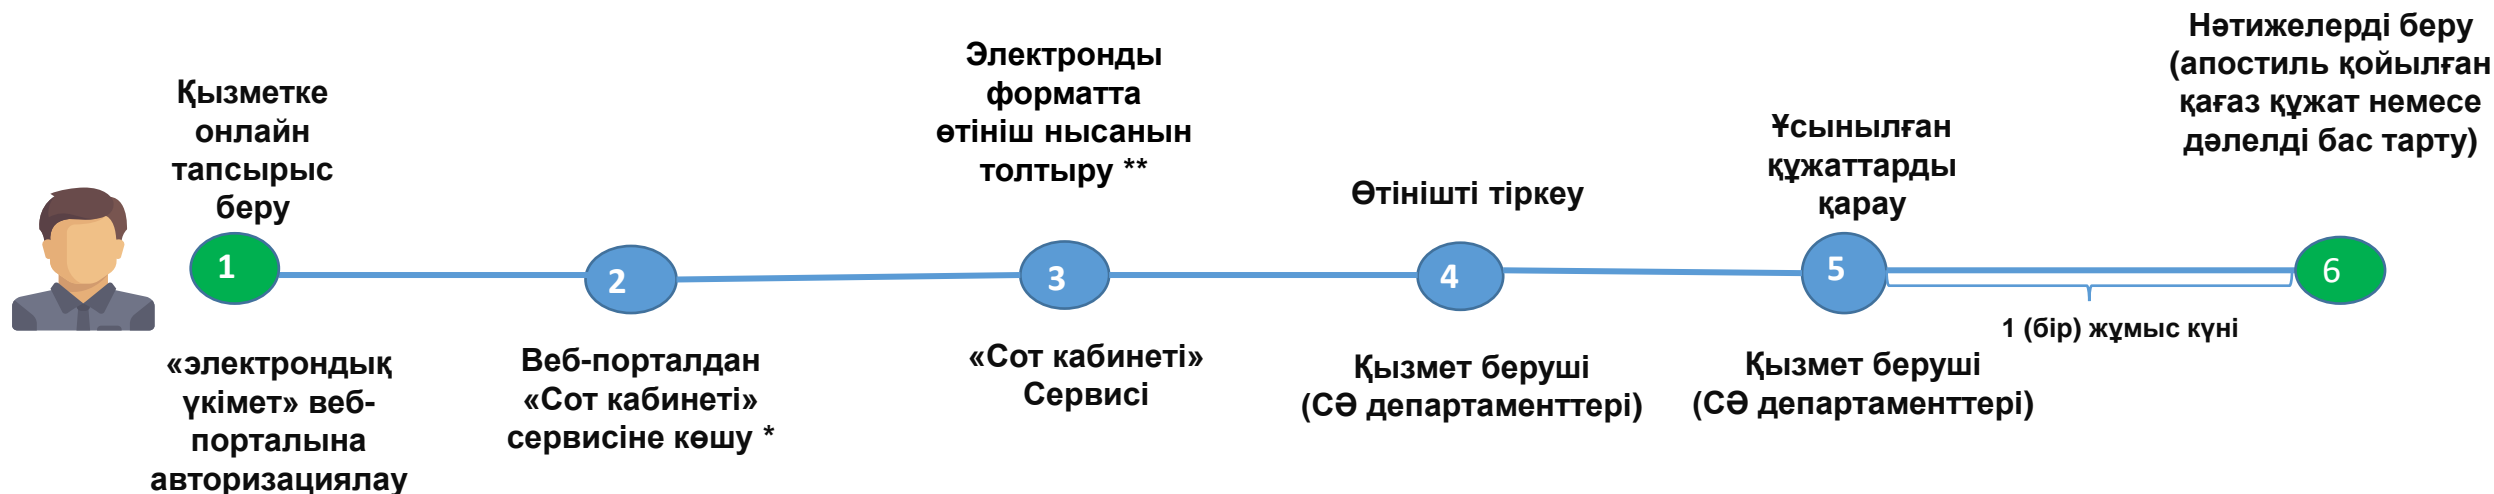 Қызметке
онлайн
тапсырыс
беру
1
«электрондық
үкімет» веб-
порталына
авторизациялау
2
Веб-порталдан
«Сот кабинеті»
сервисіне көшу *
Электронды
форматта
өтініш нысанын
толтыру **
3
«Сот кабинеті»
Сервисі
Өтінішті тіркеу
4
Қызмет беруші
(СӘ департаменттері)
Ұсынылған
құжаттарды
қарау
5
Қызмет беруші
(СӘ департаменттері)
1 (бір) жұмыс күні
Нәтижелерді беру
(апостиль қойылған
қағаз құжат немесе
дәлелді бас тарту)
6